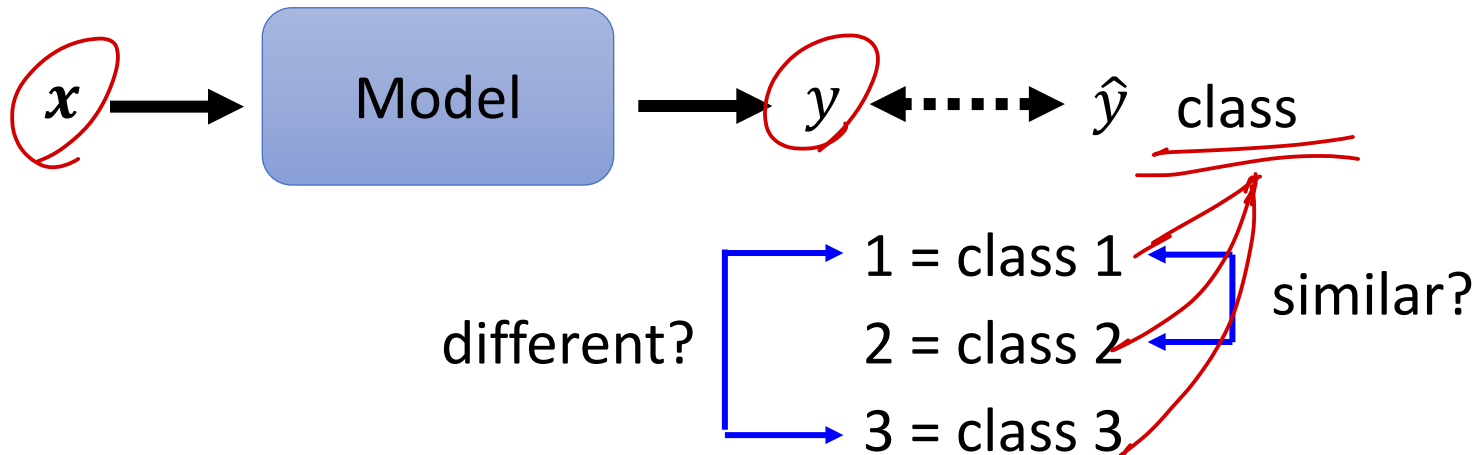 x Model y ŷ class
1 = class 1
similar?
different? 2 = class 2
3 = class 3